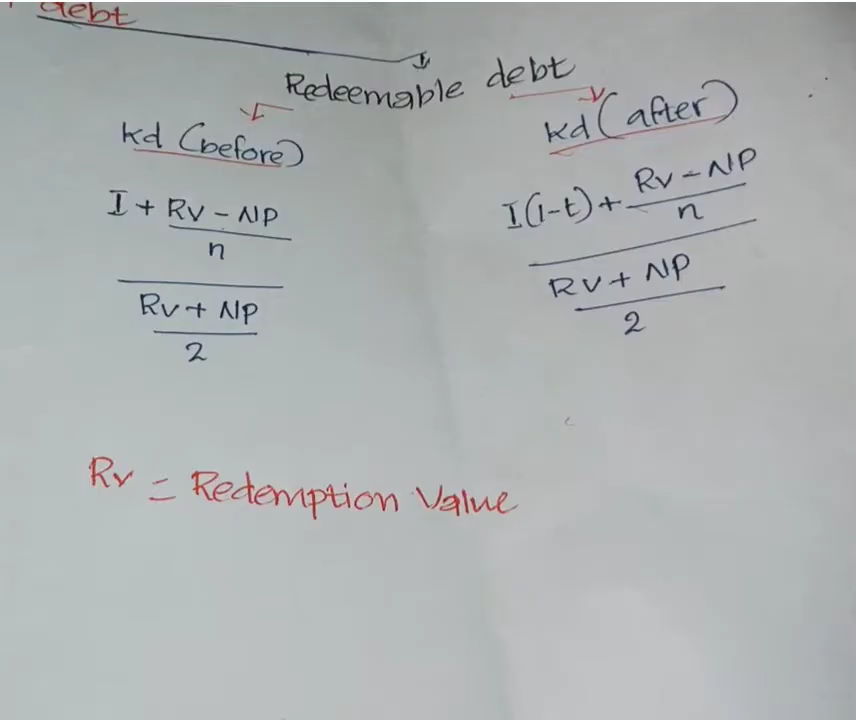 debt
Redeemable debt
kd (before)
I + RV - NP
n
RV + NP
2
kd (after)
I(1-t) + RV - NP
n
RV + NP
2
RV = Redemption Value